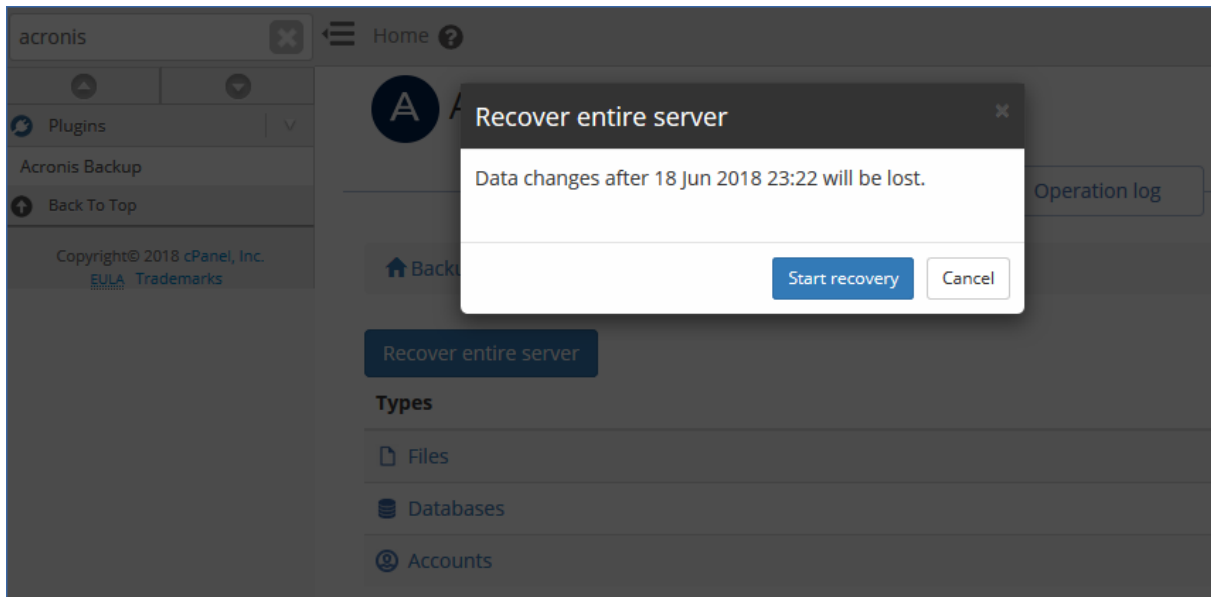 acronis
Home
Plugins
Acronis Backup
Back To Top
Copyright© 2018 cPanel, Inc.
EULA Trademarks
A
Recover entire server
Data changes after 18 Jun 2018 23:22 will be lost.
Start recovery
Cancel
Operation log
Recover entire server
Types
Files
Databases
Accounts